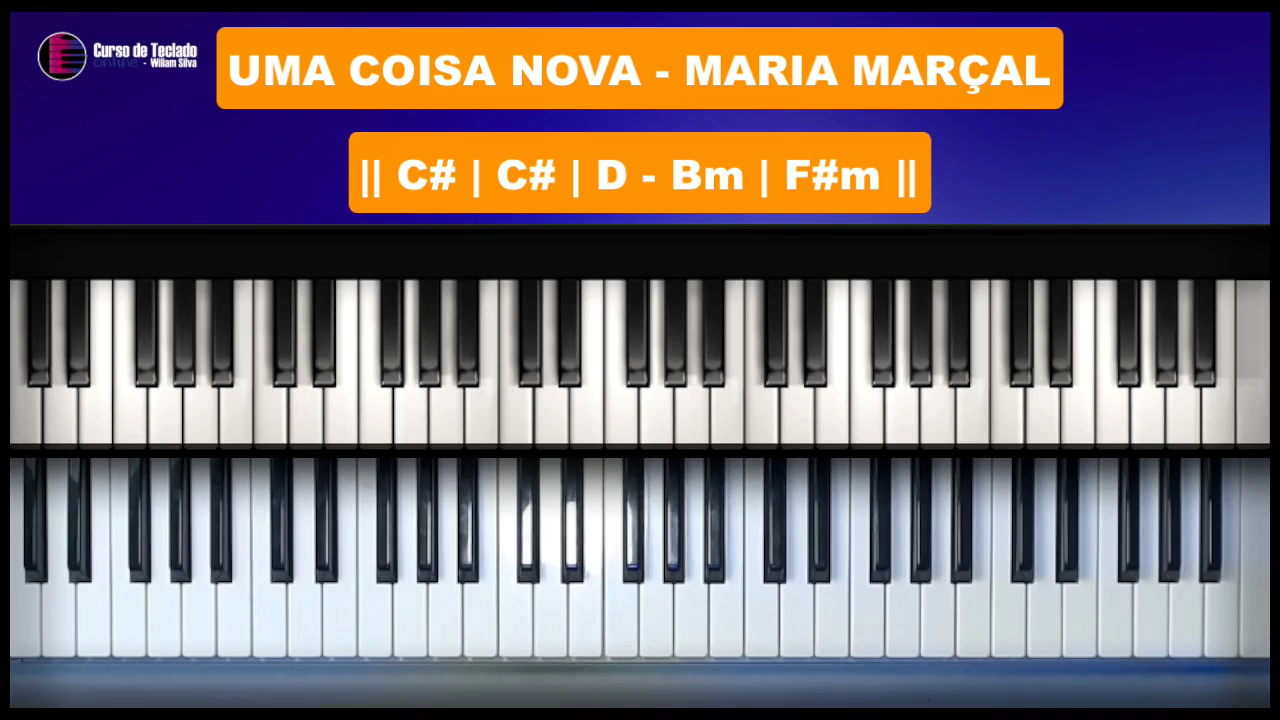 Curso de Teclado
online - Wiliam Silva
UMA COISA NOVA - MARIA MARÇAL
|| C# | C# | D - Bm | F#m ||